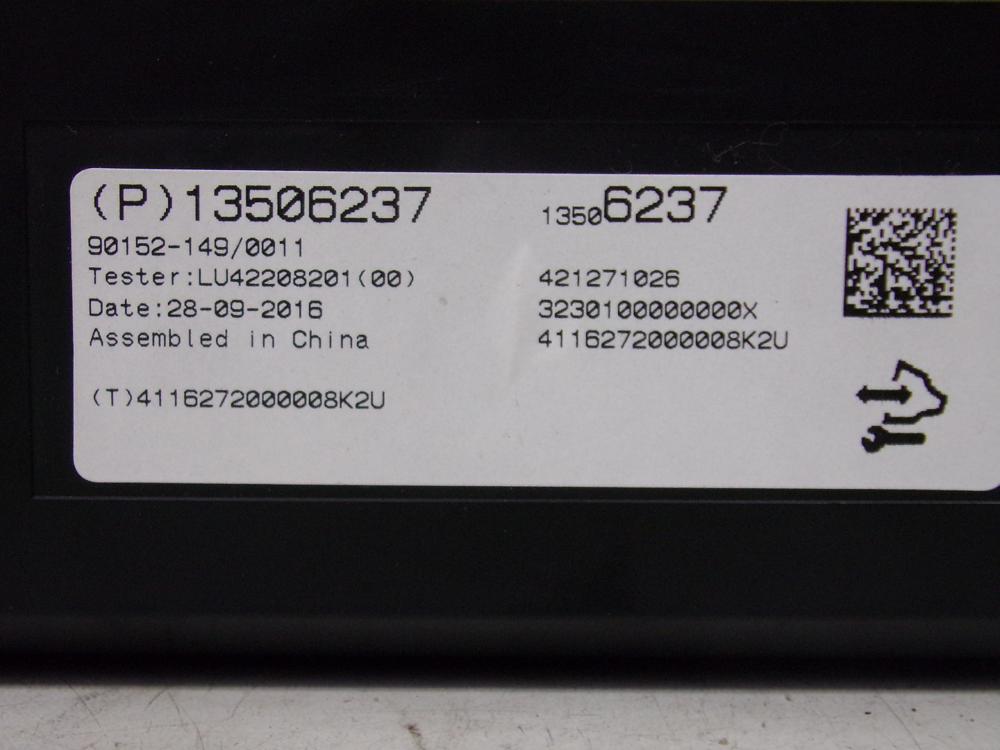 (P)13506237
90152-149/0011
Tester:LU42208201(00)
Date:28-09-2016
Assembled in China
(T)4116272000008K2U
13506237
421271026
3230100000000X
4116272000008K2U